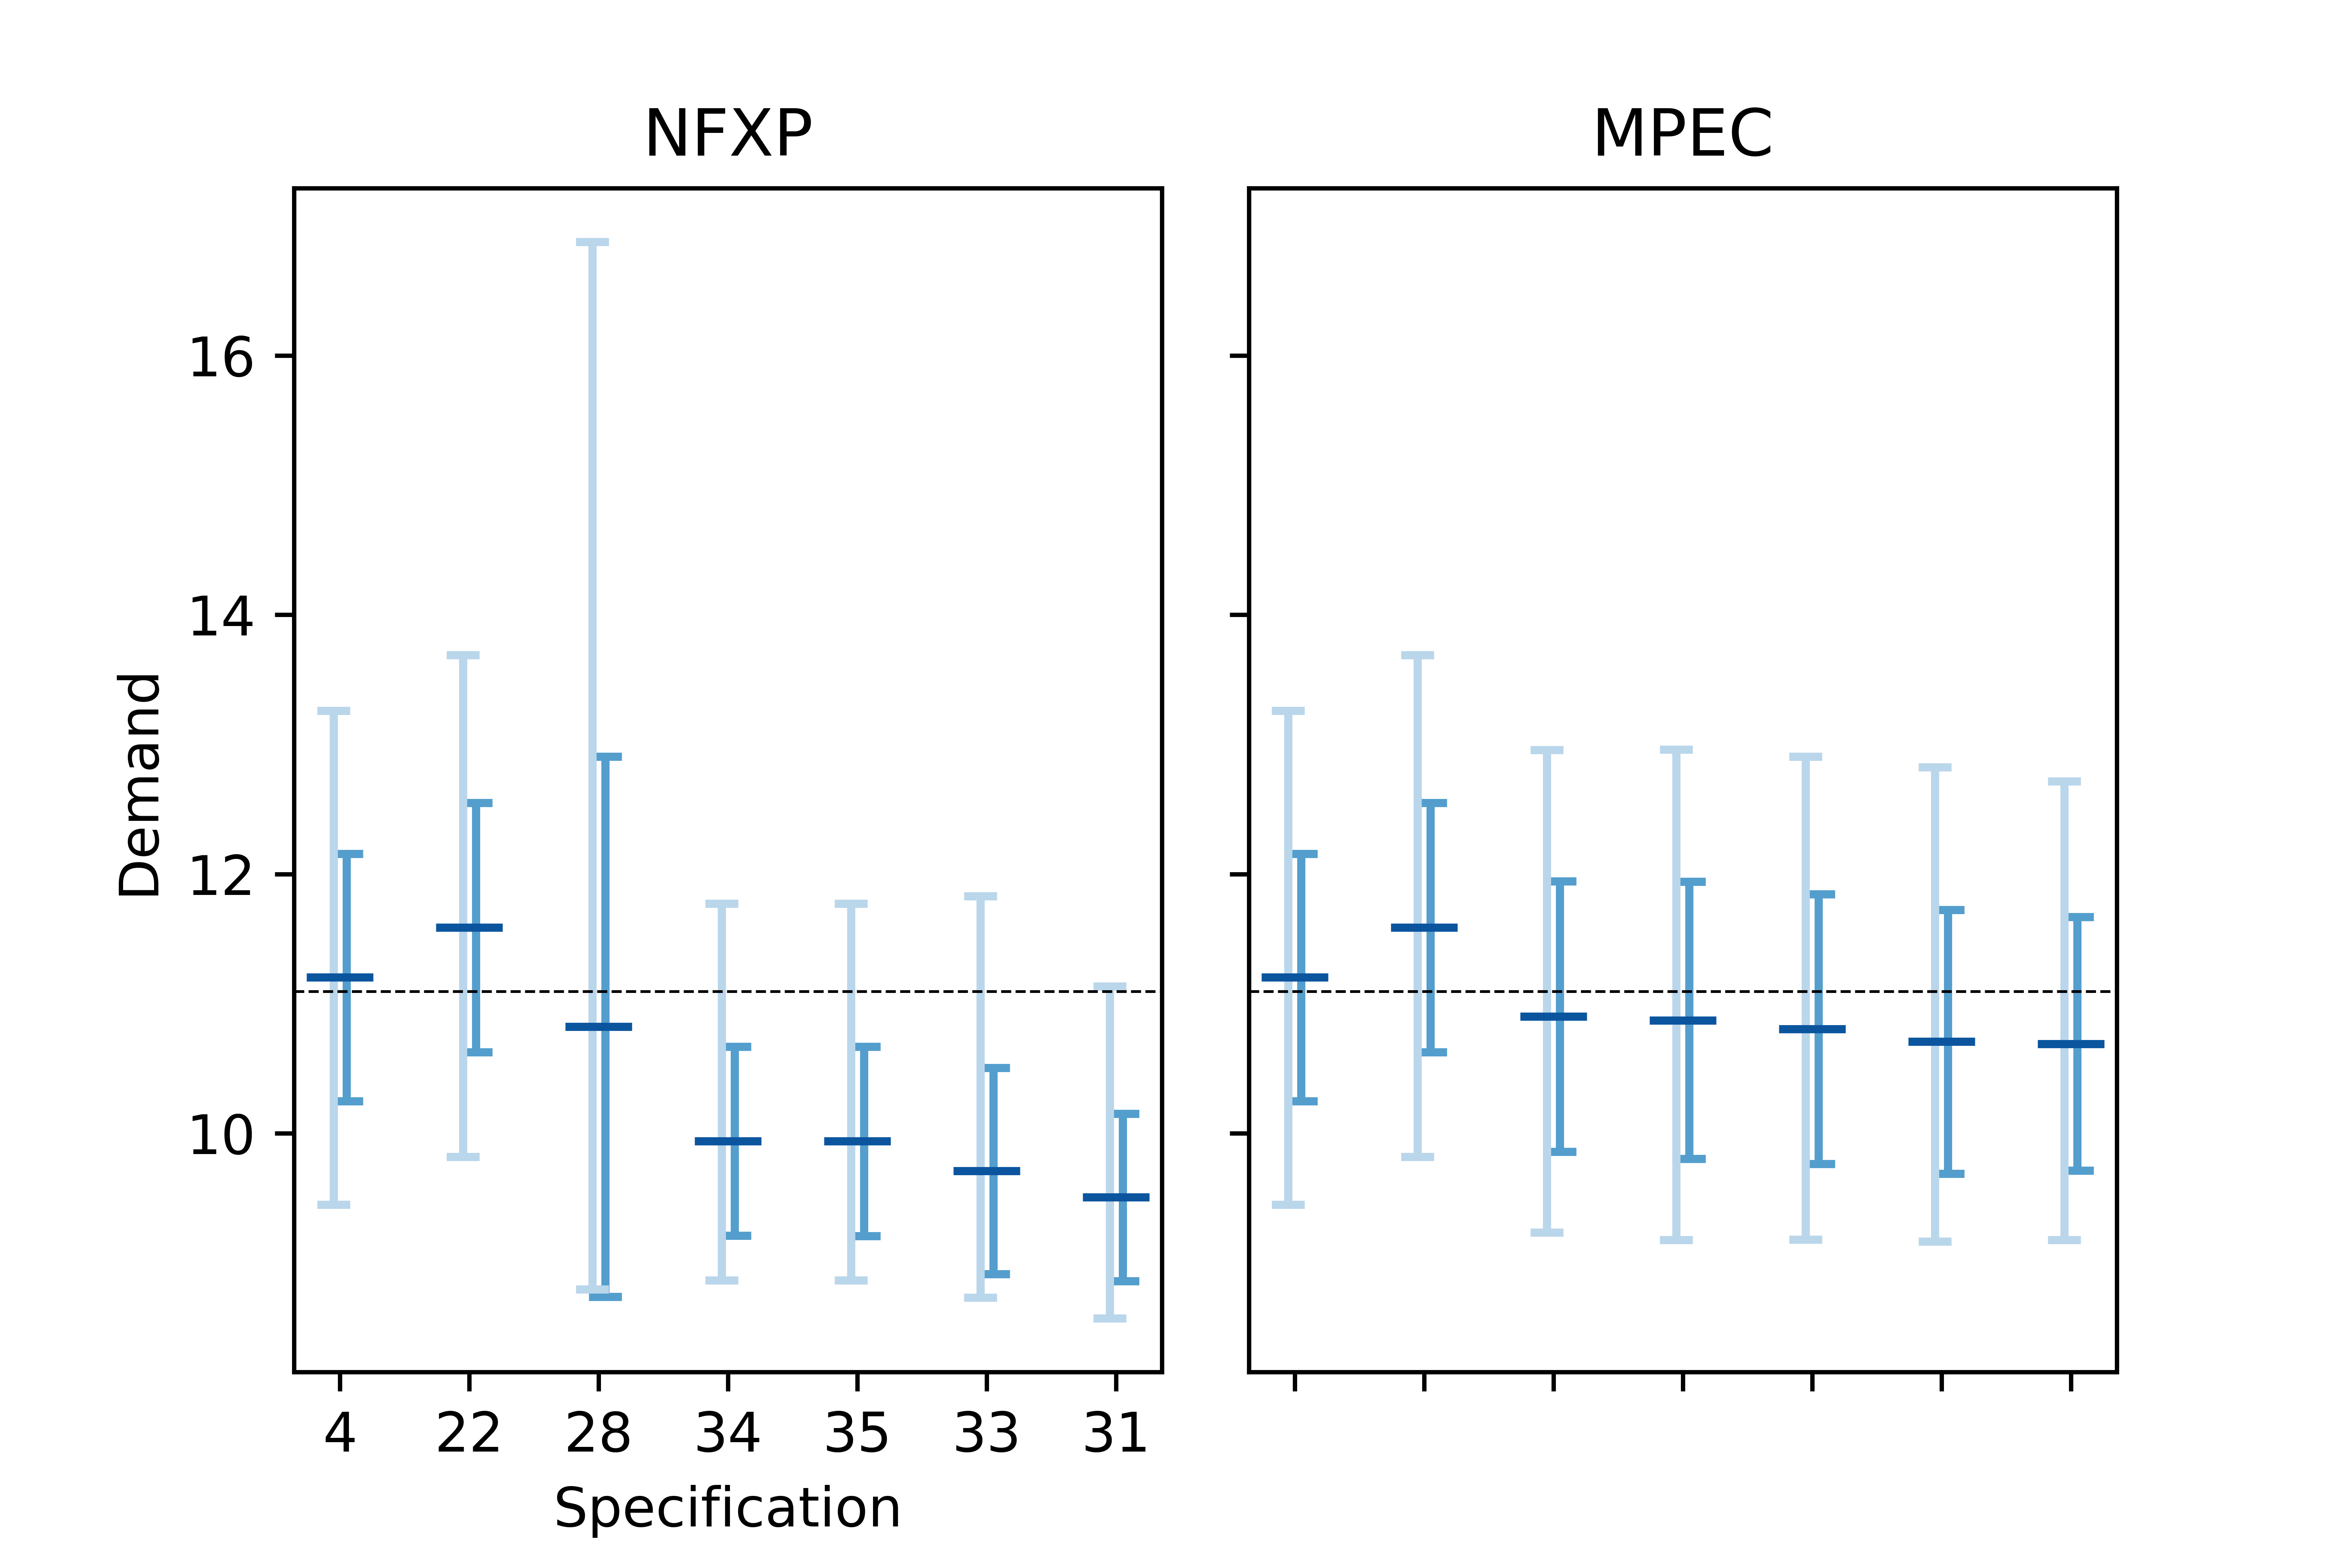 NFXP
MPEC
16
14
12
10
Demand
4 22 28 34 35 33 31
Specification